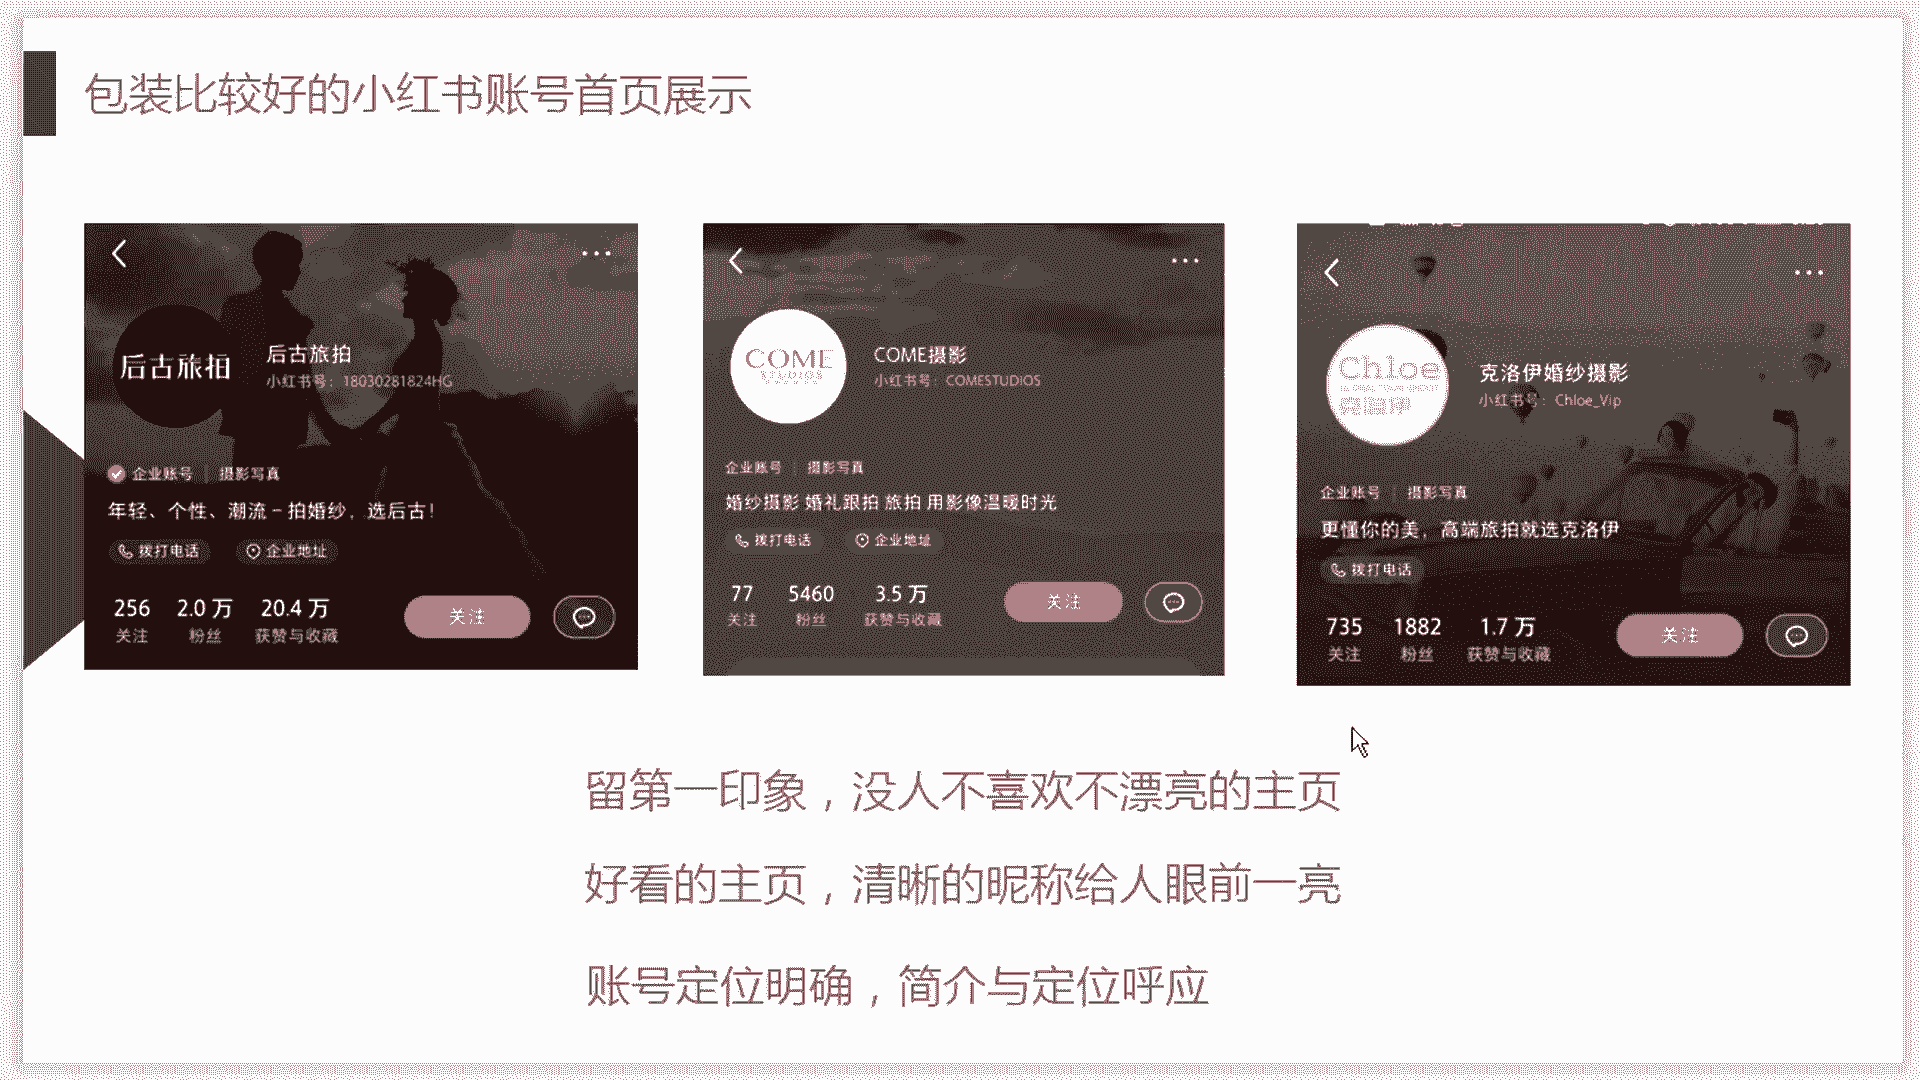 包装比较好的小红书账号首页展示
后古旅拍
后古旅拍
小红书号：18030281824HG
企业账号 | 摄影写真
年轻、个性、潮流－拍婚纱，选后古！
拨打电话 企业地址
256 2.0 万 20.4 万
关注 粉丝 获赞与收藏
关注
COME
STUDIOS
COME摄影
小红书号：COMESTUDIOS
企业账号 | 摄影写真
婚纱摄影 婚礼跟拍 旅拍 用影像温暖时光
拨打电话 企业地址
77 5460 3.5 万
关注 粉丝 获赞与收藏
关注
Chloe
克洛伊
克洛伊婚纱摄影
小红书号：Chloe_Vip
企业账号 | 摄影写真
更懂你的美，高端旅拍就选克洛伊
拨打电话
735 1882 1.7 万
关注 粉丝 获赞与收藏
关注
留第一印象，没人不喜欢不漂亮的主页
好看的主页，清晰的昵称给人眼前一亮
账号定位明确，简介与定位呼应